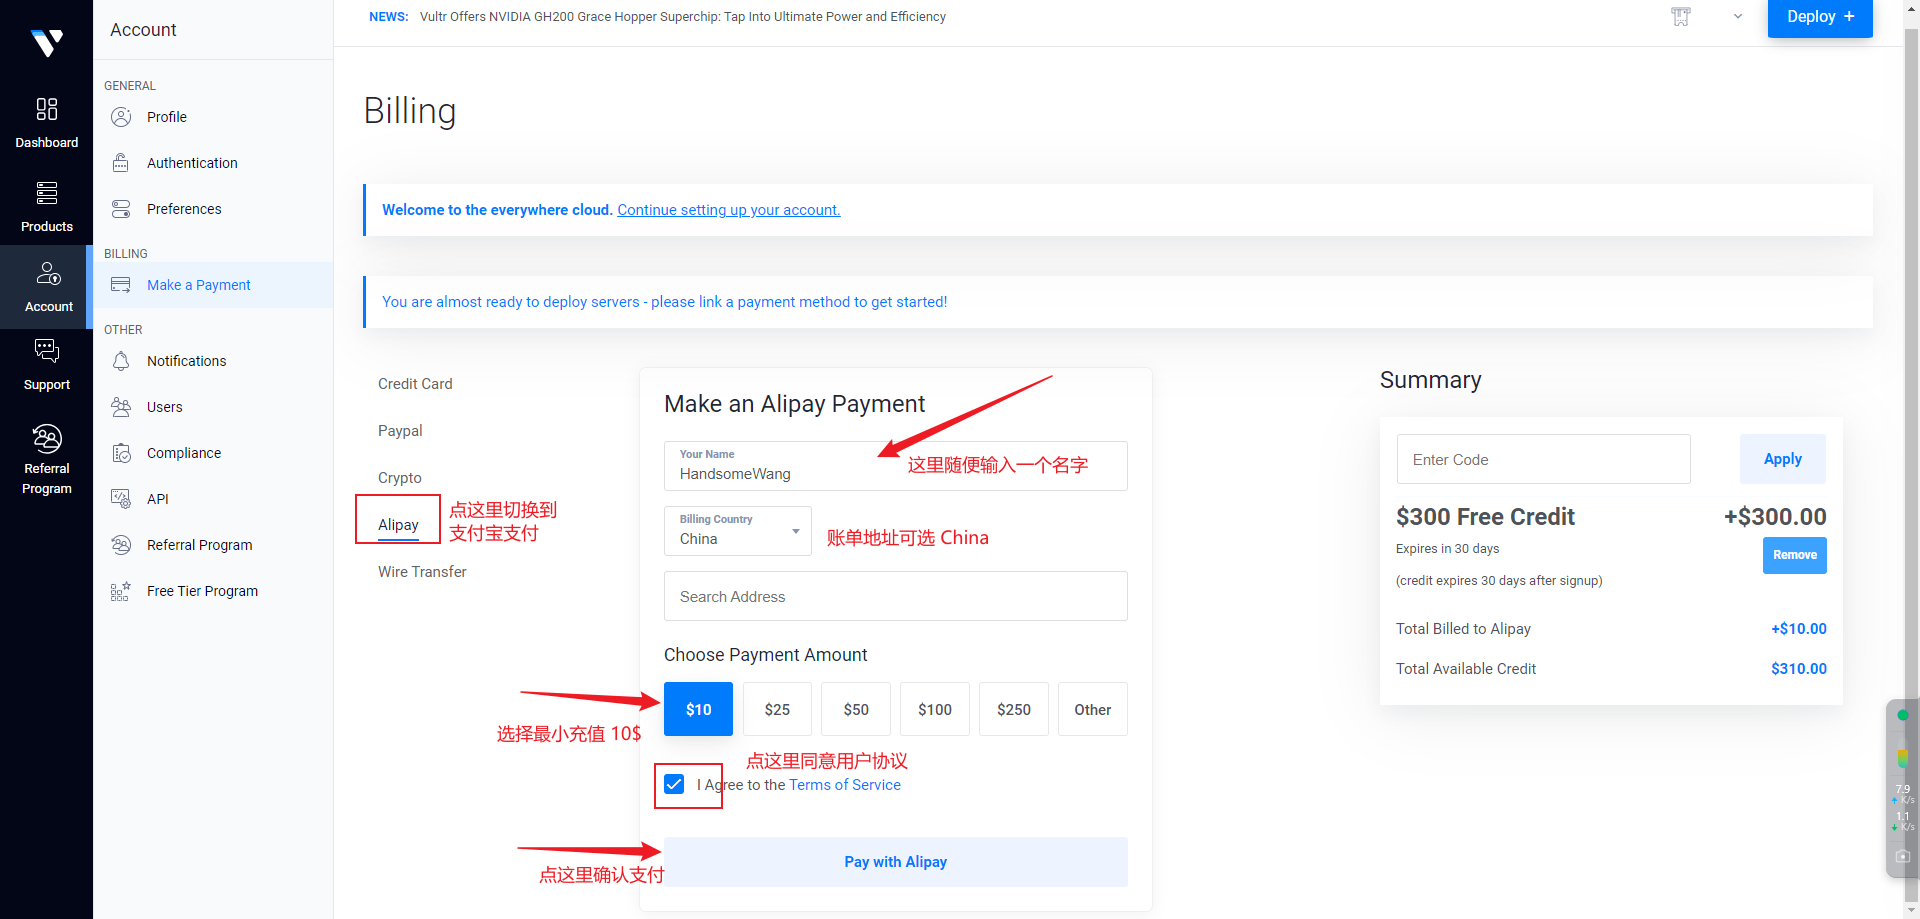 Account
NEWS: Vultr Offers NVIDIA GH200 Grace Hopper Superchip: Tap Into Ultimate Power and Efficiency
Deploy +
Dashboard
Products
Account
Support
Referral
Program
GENERAL
Profile
Authentication
Preferences
BILLING
Make a Payment
OTHER
Notifications
Users
Compliance
API
Referral Program
Free Tier Program
Billing
Welcome to the everywhere cloud. Continue setting up your account.
You are almost ready to deploy servers - please link a payment method to get started!
Credit Card
Paypal
Crypto
Alipay
Wire Transfer
点这里切换到
支付宝支付
Make an Alipay Payment
Your Name
HandsomeWang
这里随便输入一个名字
Billing Country
China
账单地址可选 China
Search Address
Choose Payment Amount
$10
$25
$50
$100
$250
Other
选择最小充值 10$
点这里同意用户协议
I Agree to the Terms of Service
Pay with Alipay
点这里确认支付
Summary
Enter Code
Apply
$300 Free Credit
+$300.00
Expires in 30 days
Remove
(credit expires 30 days after signup)
Total Billed to Alipay
+$10.00
Total Available Credit
$310.00
7.9
K/s
1.1
K/s